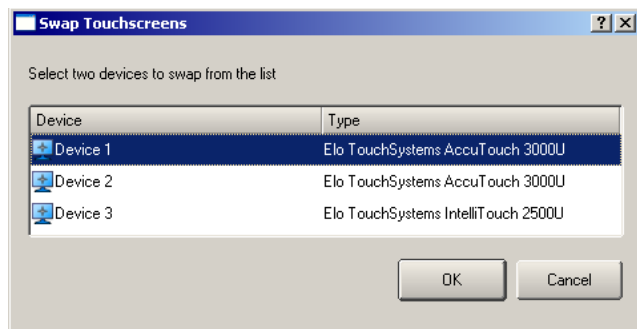 Swap Touchscreens
Select two devices to swap from the list
Device Type
Device 1 Elo TouchSystems AccuTouch 3000U
Device 2 Elo TouchSystems AccuTouch 3000U
Device 3 Elo TouchSystems IntelliTouch 2500U
OK Cancel